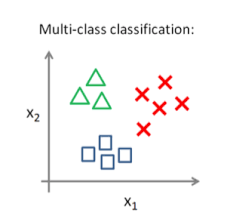 Multi-class classification:
x₂
x₁